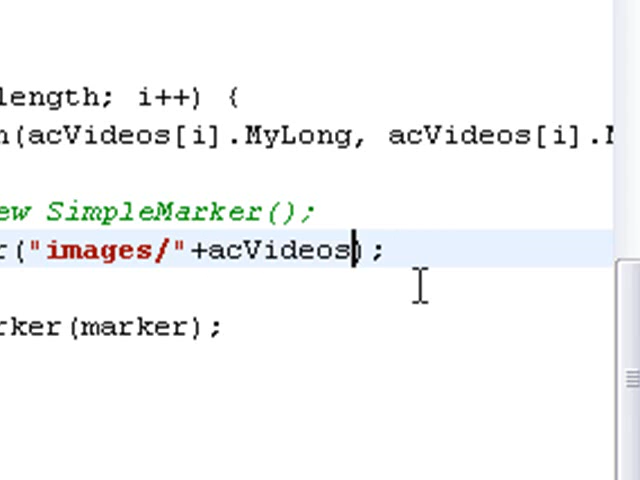 length; i++) {
(acVideos[i].MyLong, acVideos[i].
ew SimpleMarker();
r("images/"+acVideos);
rker(marker);